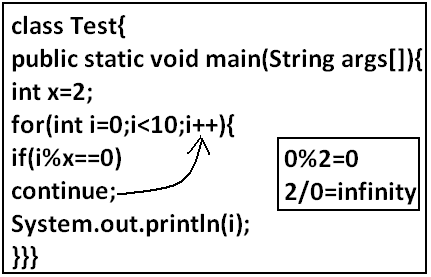 class Test{
public static void main(String args[]){
int x=2;
for(int i=0;i<10;i++){
if(i%x==0)
continue;
System.out.println(i);
}}}
0%2=0
2/0=infinity